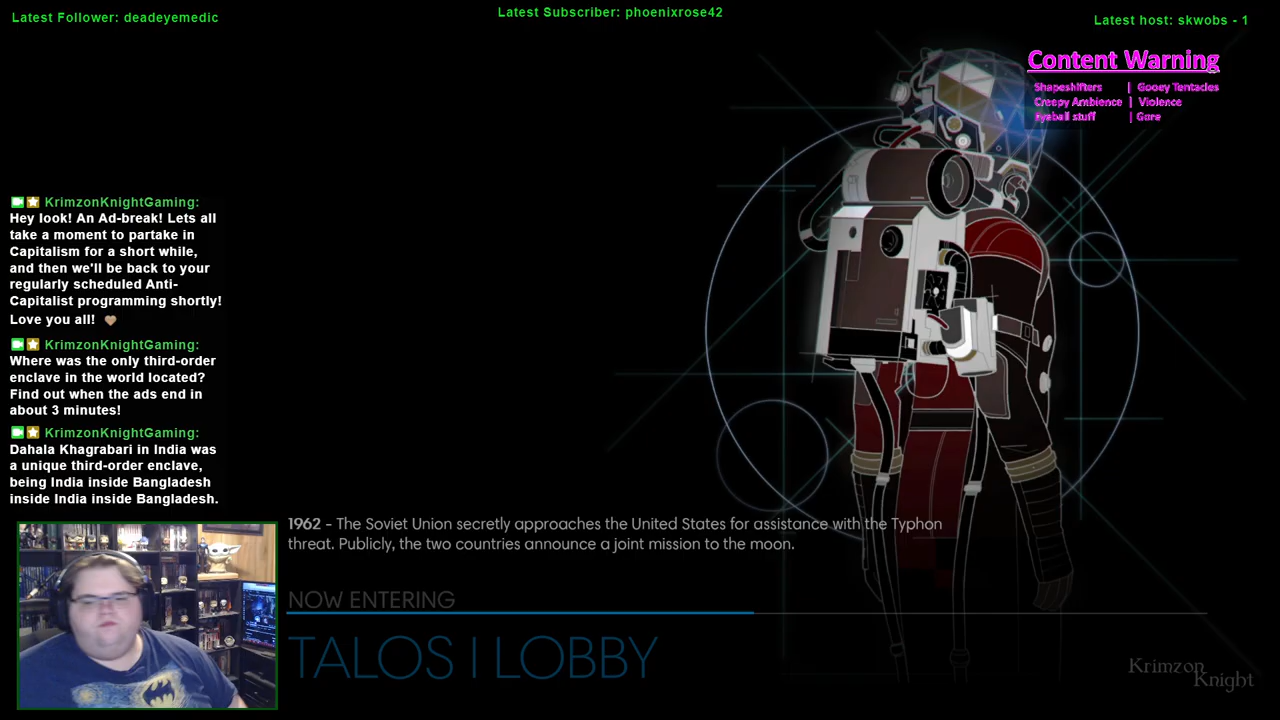 Latest Follower: deadeyemedic
Latest Subscriber: phoenixrose42
Latest host: skwobs - 1
Content Warning
Shapeshifters | Gooey Tentacles
Creepy Ambience | Violence
Eyeball stuff | Gore
KrimzonKnightGaming:
Hey look! An Ad-break! Lets all
take a moment to partake in
Capitalism for a short while,
and then we'll be back to your
regularly scheduled Anti-
Capitalist programming shortly!
Love you all!
KrimzonKnightGaming:
Where was the only third-order
enclave in the world located?
Find out when the ads end in
about 3 minutes!
KrimzonKnightGaming:
Dahala Khagrabari in India was
a unique third-order enclave,
being India inside Bangladesh
inside India inside Bangladesh.
1962 - The Soviet Union secretly approaches the United States for assistance with the Typhon
threat. Publicly, the two countries announce a joint mission to the moon.
NOW ENTERING
TALOS I LOBBY
Krimzon
Knight